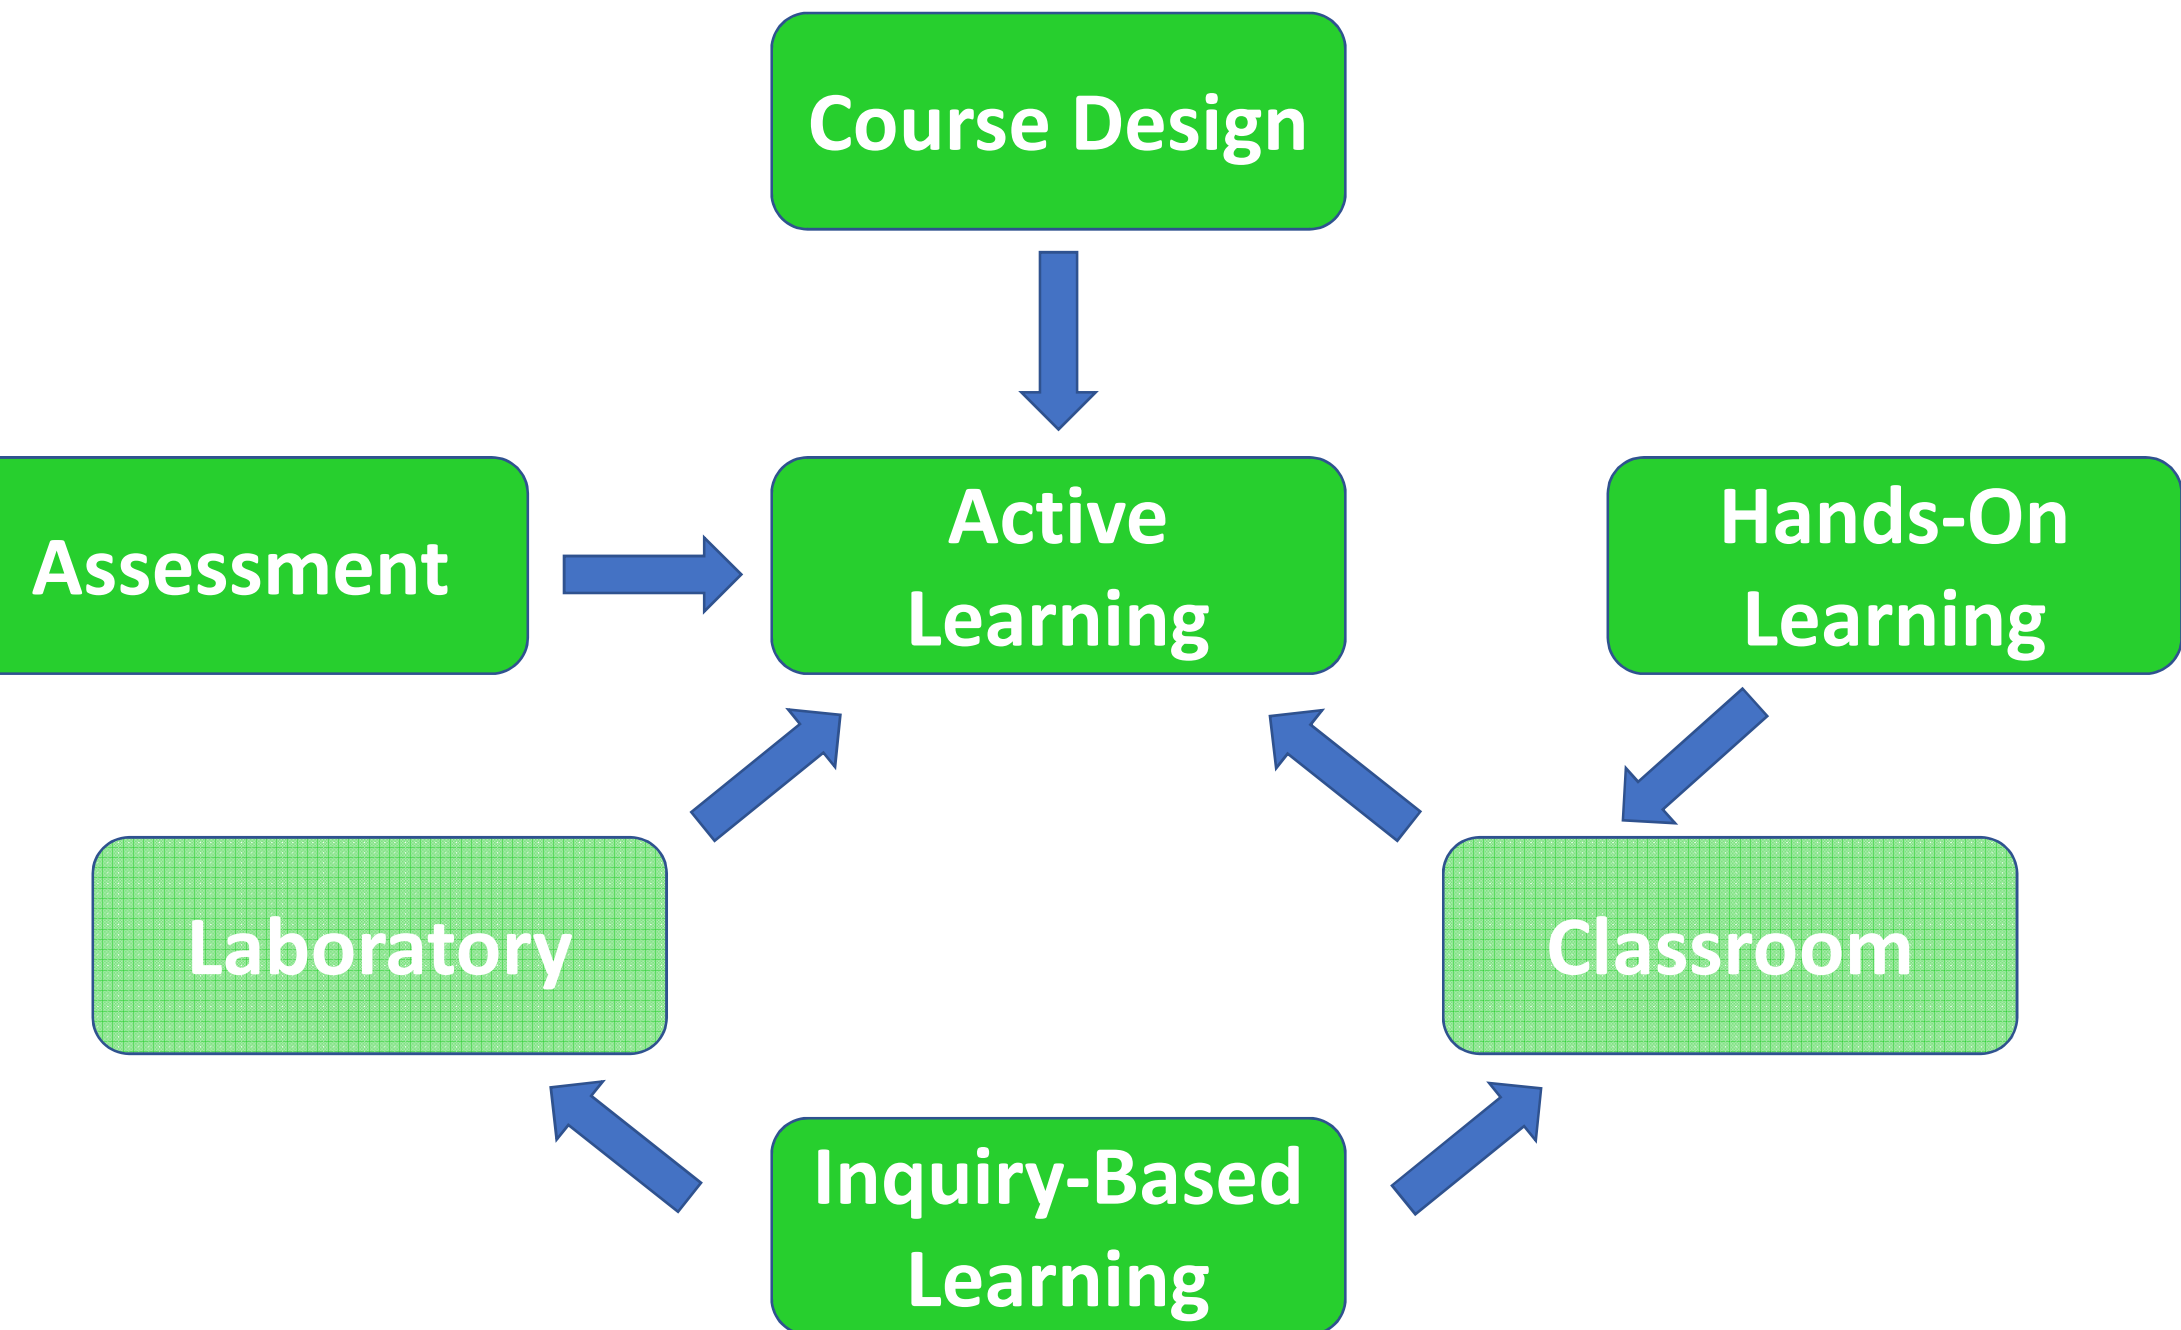 Course Design
Assessment
Active
Learning
Hands-On
Learning
Laboratory
Classroom
Inquiry-Based
Learning